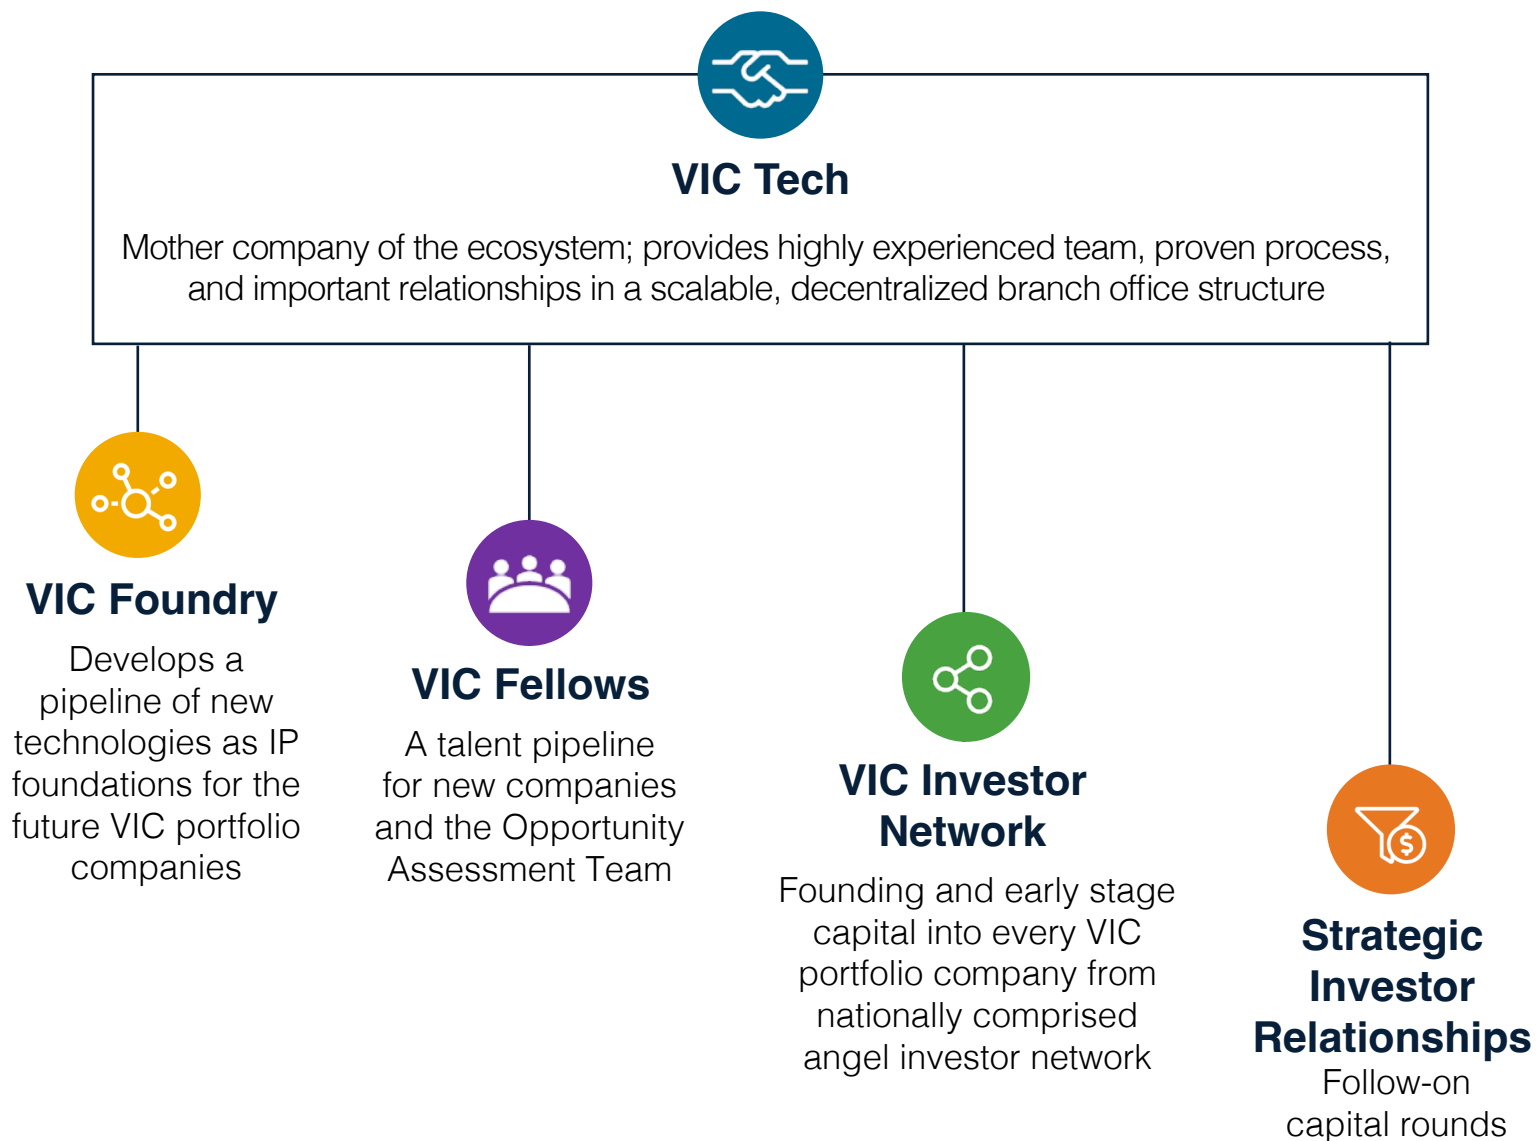 VIC Tech
Mother company of the ecosystem; provides highly experienced team, proven process,
and important relationships in a scalable, decentralized branch office structure
VIC Foundry
Develops a
pipeline of new
technologies as IP
foundations for the
future VIC portfolio
companies
VIC Fellows
A talent pipeline
for new companies
and the Opportunity
Assessment Team
VIC Investor
Network
Founding and early stage
capital into every VIC
portfolio company from
nationally comprised
angel investor network
$
Strategic
Investor
Relationships
Follow-on
capital rounds